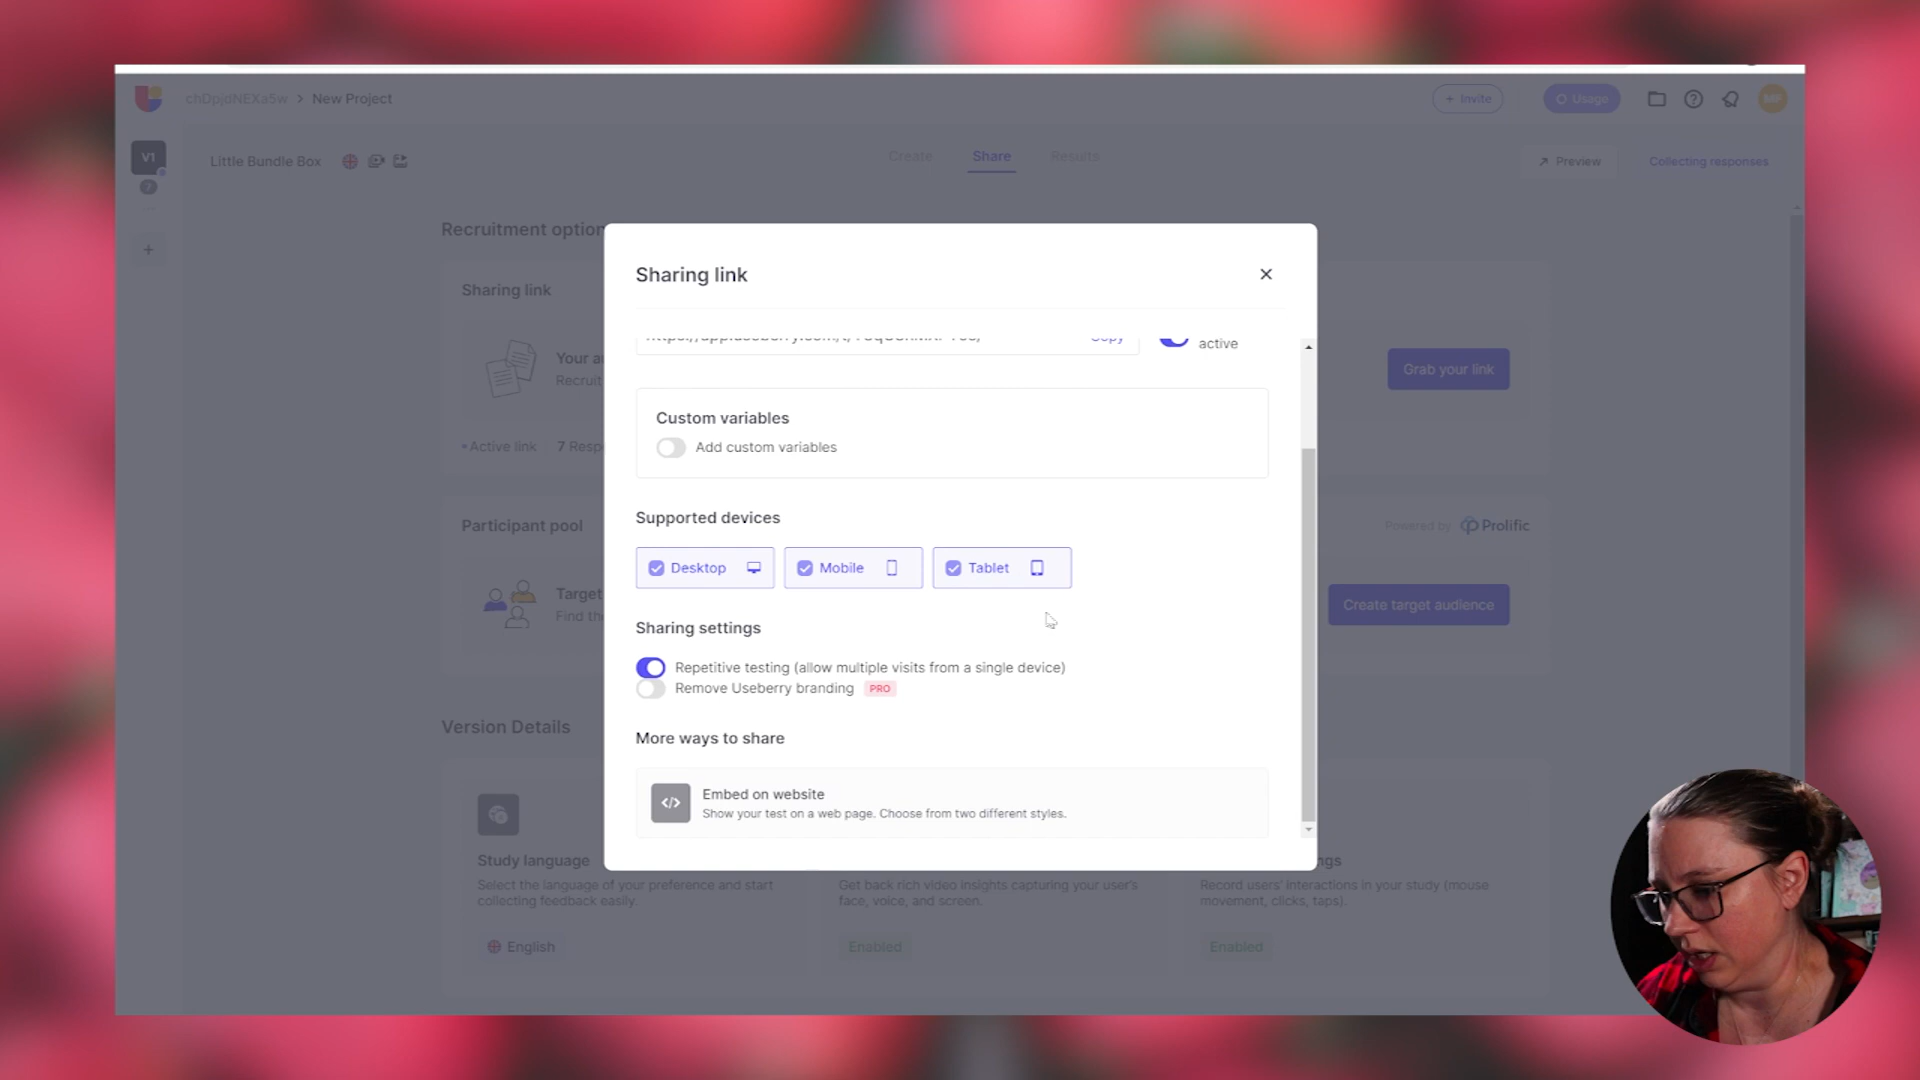 chDpjdNEXa5w > New Project
+ Invite
Usage
MP
V1
7
Little Bundle Box
Create
Share
Results
Preview
Collecting responses
Recruitment option
Sharing link
Your a
Recruit
Grab your link
Active link
7 Resp
Participant pool
Powered by Prolific
Target
Find the
Create target audience
Version Details
Study language
Select the language of your preference and start
collecting feedback easily.
English
Get back rich video insights capturing your user's
face, voice, and screen.
Enabled
ngs
Record users' interactions in your study (mouse
movement, clicks, taps).
Enabled
Sharing link
Copy
active
Custom variables
Add custom variables
Supported devices
Desktop
Mobile
Tablet
Sharing settings
Repetitive testing (allow multiple visits from a single device)
Remove Useberry branding PRO
More ways to share
</> Embed on website
Show your test on a web page. Choose from two different styles.